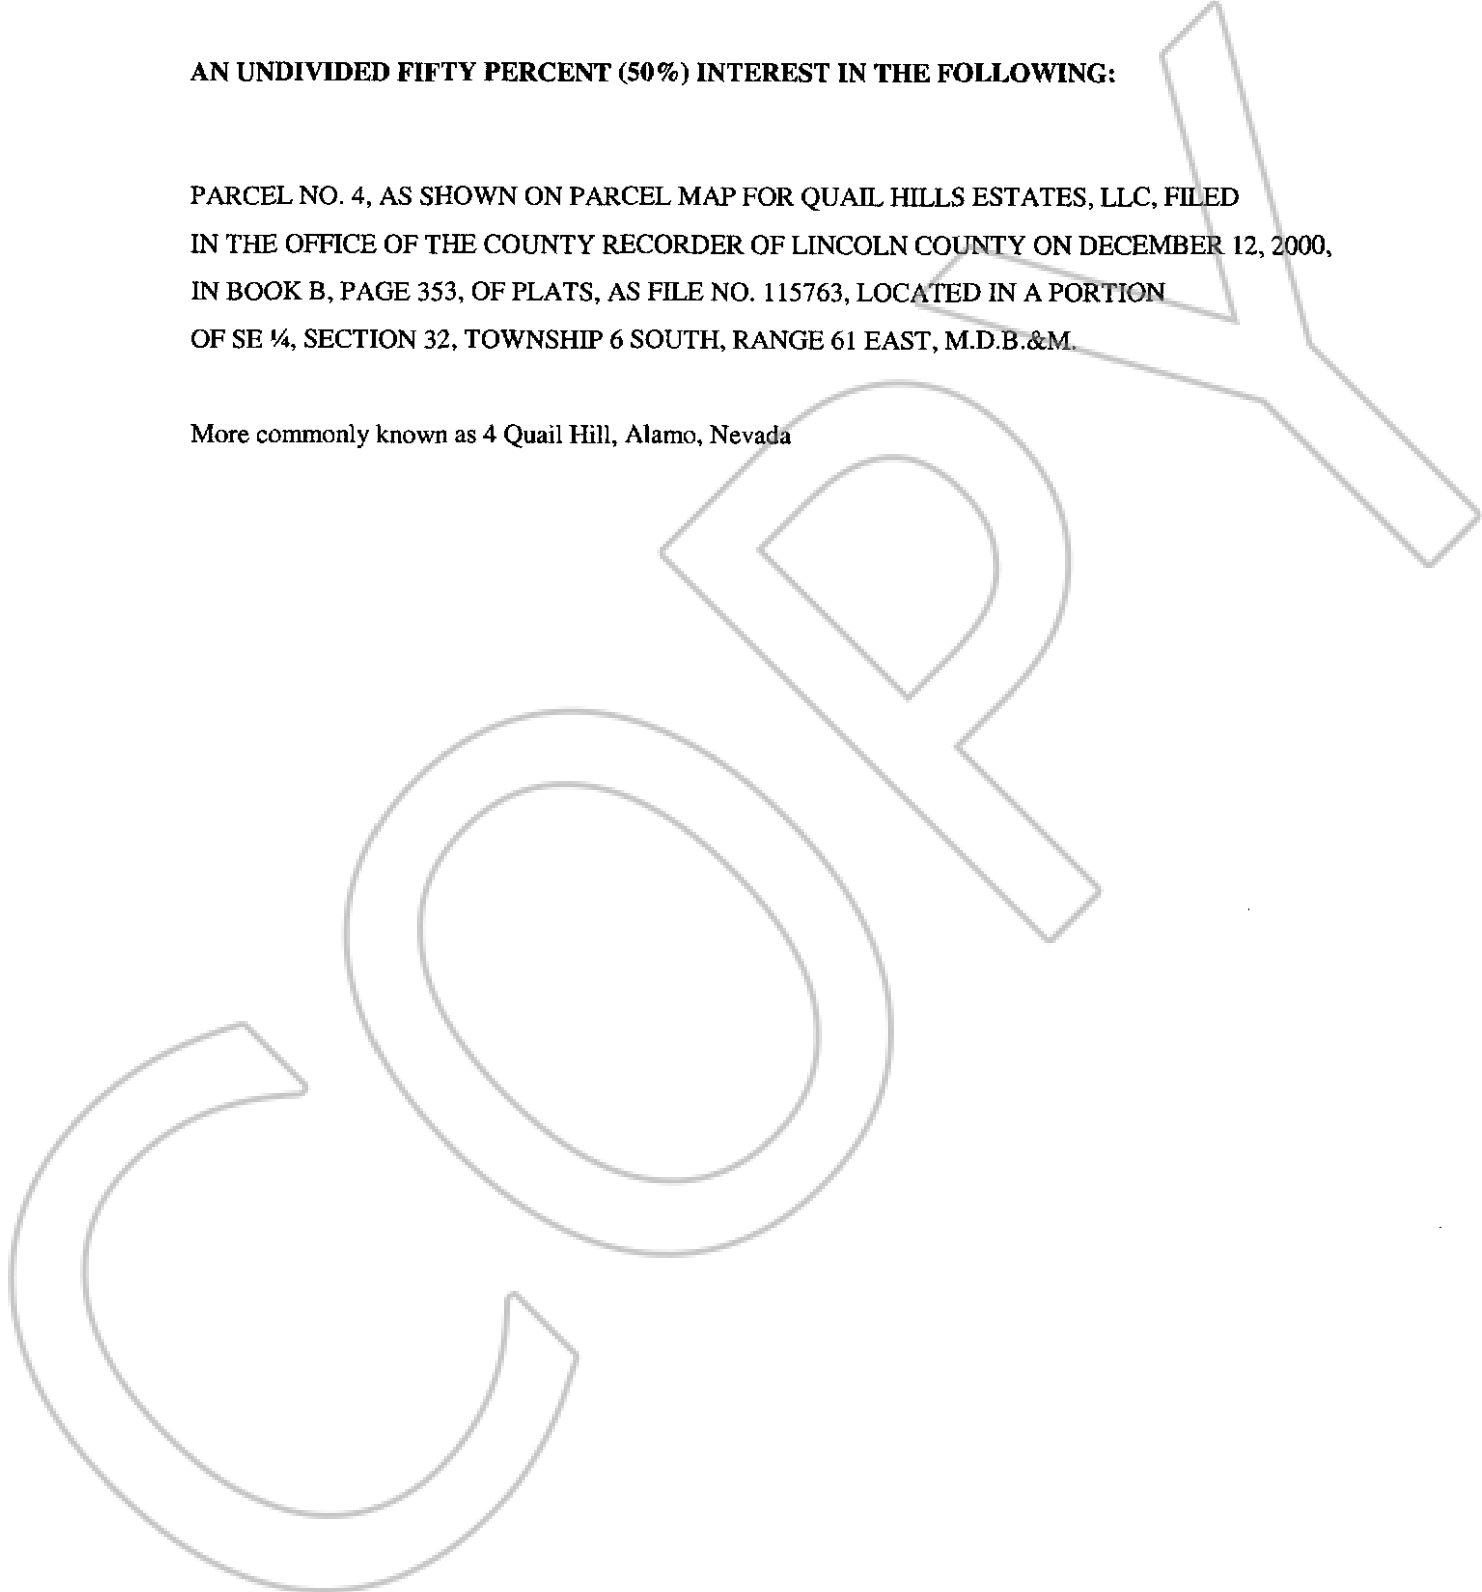 AN UNDIVIDED FIFTY PERCENT (50%) INTEREST IN THE FOLLOWING:
PARCEL NO. 4, AS SHOWN ON PARCEL MAP FOR QUAIL HILLS ESTATES, LLC, FILED
IN THE OFFICE OF THE COUNTY RECORDER OF LINCOLN COUNTY ON DECEMBER 12, 2000,
IN BOOK B, PAGE 353, OF PLATS, AS FILE NO. 115763, LOCATED IN A PORTION
OF SE ¼, SECTION 32, TOWNSHIP 6 SOUTH, RANGE 61 EAST, M.D.B.&M.
More commonly known as 4 Quail Hill, Alamo, Nevada
COPY